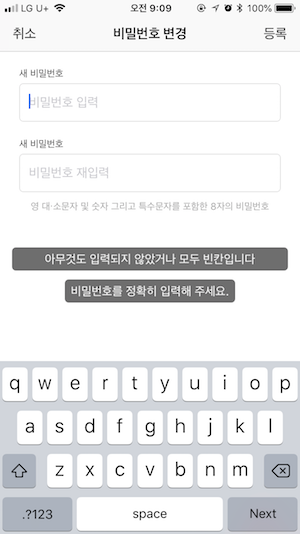 LG U+ 오전 9:09 100%
취소 비밀번호 변경 등록
새 비밀번호
비밀번호 입력
새 비밀번호
비밀번호 재입력
영 대·소문자 및 숫자 그리고 특수문자를 포함한 8자의 비밀번호
아무것도 입력되지 않았거나 모두 빈칸입니다
비밀번호를 정확히 입력해 주세요.
q w e r t y u i o p
a s d f g h j k l
z x c v b n m
.?123 space Next